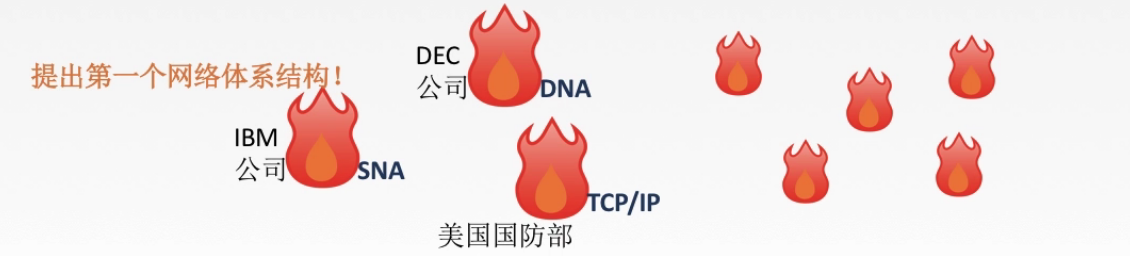 提出第一个网络体系结构！
DEC
公司
DNA
IBM
公司
SNA
TCP/IP
美国国防部